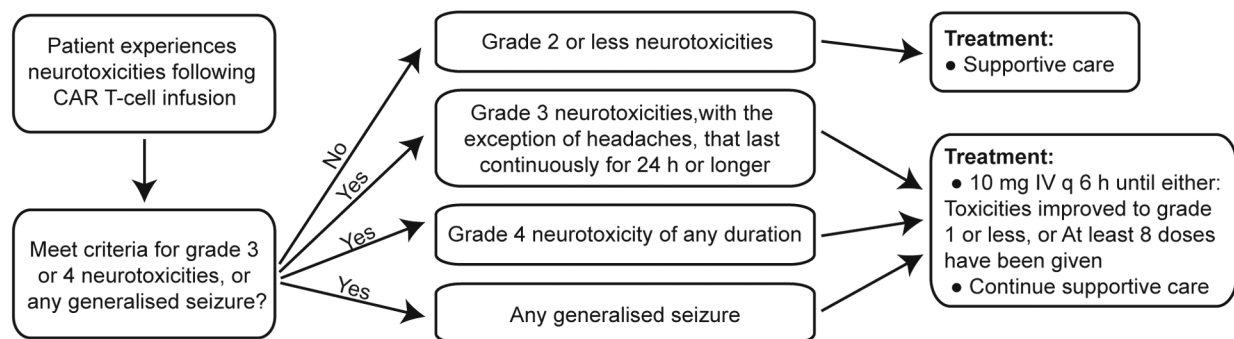 Patient experiences
neurotoxicities following
CAR T-cell infusion
Meet criteria for grade 3
or 4 neurotoxicities, or
any generalised seizure?
No
Yes
Yes
Yes
Grade 2 or less neurotoxicities
Grade 3 neurotoxicities,with the
exception of headaches, that last
continuously for 24 h or longer
Grade 4 neurotoxicity of any duration
Any generalised seizure
Treatment:
● Supportive care
Treatment:
● 10 mg IV q 6 h until either:
Toxicities improved to grade
1 or less, or At least 8 doses
have been given
● Continue supportive care